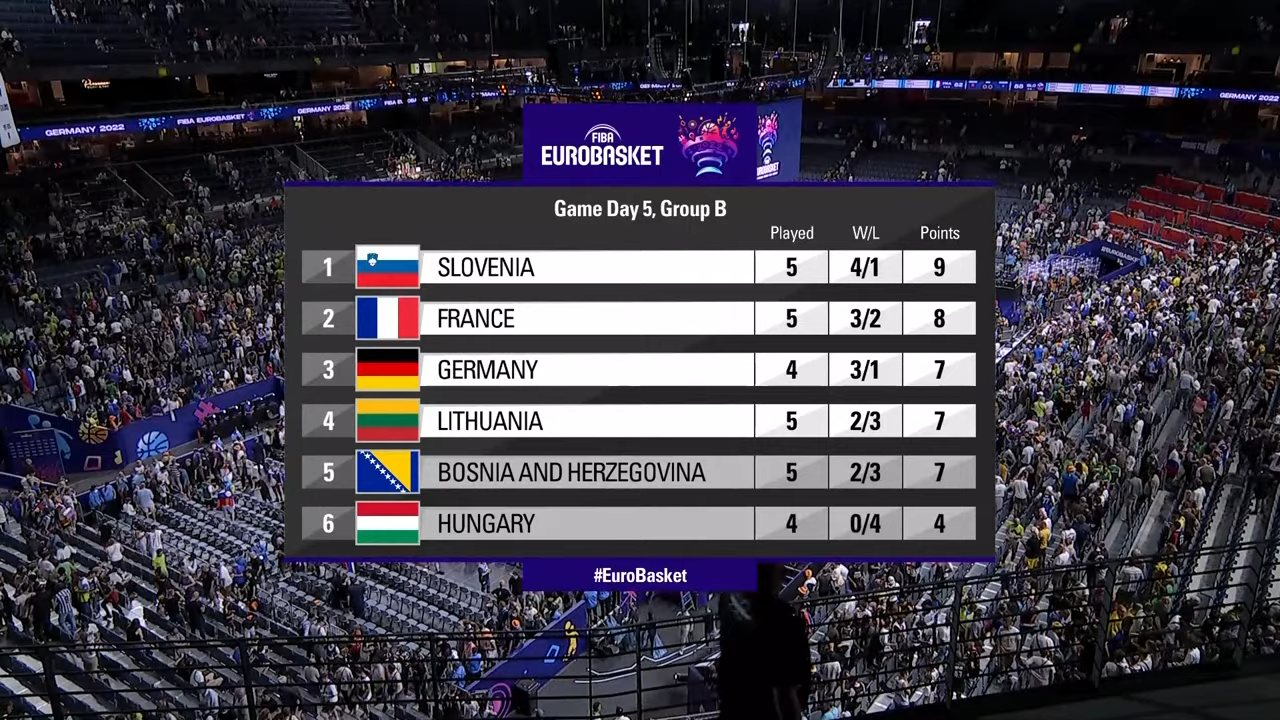 GERMANY 2022
FIBA EUROBASKET
GERMANY 2022
FIBA
EUROBASKET
Game Day 5, Group B
Played W/L Points
1 SLOVENIA 5 4/1 9
2 FRANCE 5 3/2 8
3 GERMANY 4 3/1 7
4 LITHUANIA 5 2/3 7
5 BOSNIA AND HERZEGOVINA 5 2/3 7
6 HUNGARY 4 0/4 4
#EuroBasket